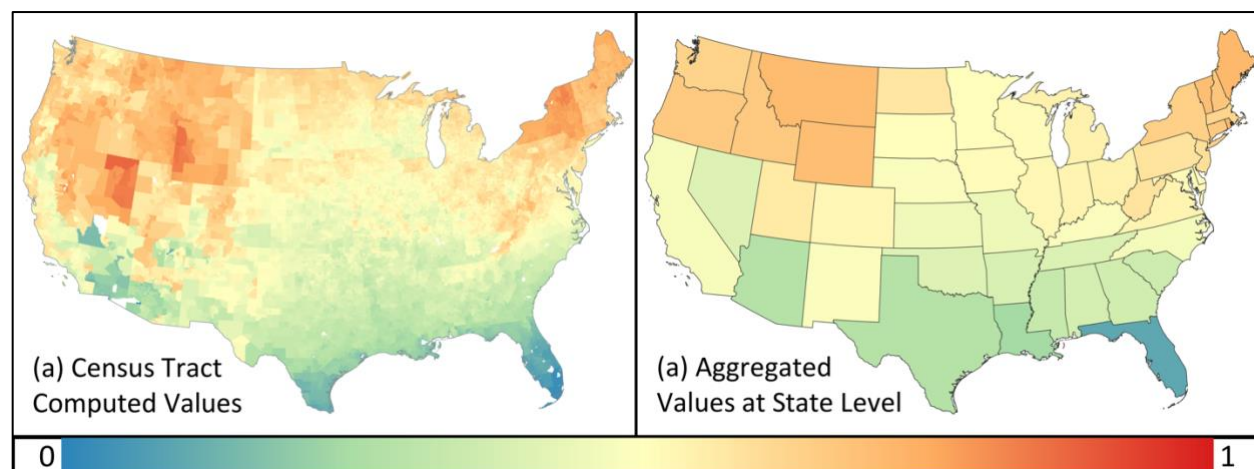 (a) Census Tract
Computed Values
(a) Aggregated
Values at State Level
0
1